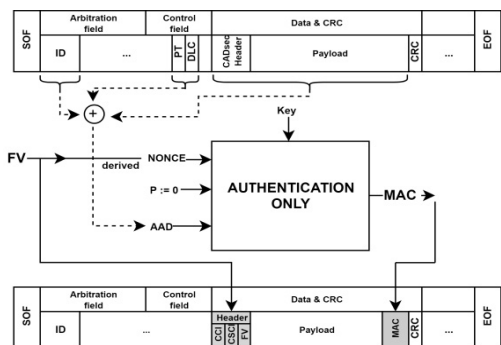 SOF
Arbitration field
Control field
Data & CRC
EOF
ID
...
PT
DLC
CADsec Header
Payload
CRC
...
+
Key
FV
derived
NONCE
P := 0
AAD
AUTHENTICATION
ONLY
MAC
SOF
Arbitration field
Control field
Data & CRC
EOF
ID
...
Header
CCI
CSCI
FV
Payload
MAC
CRC
...